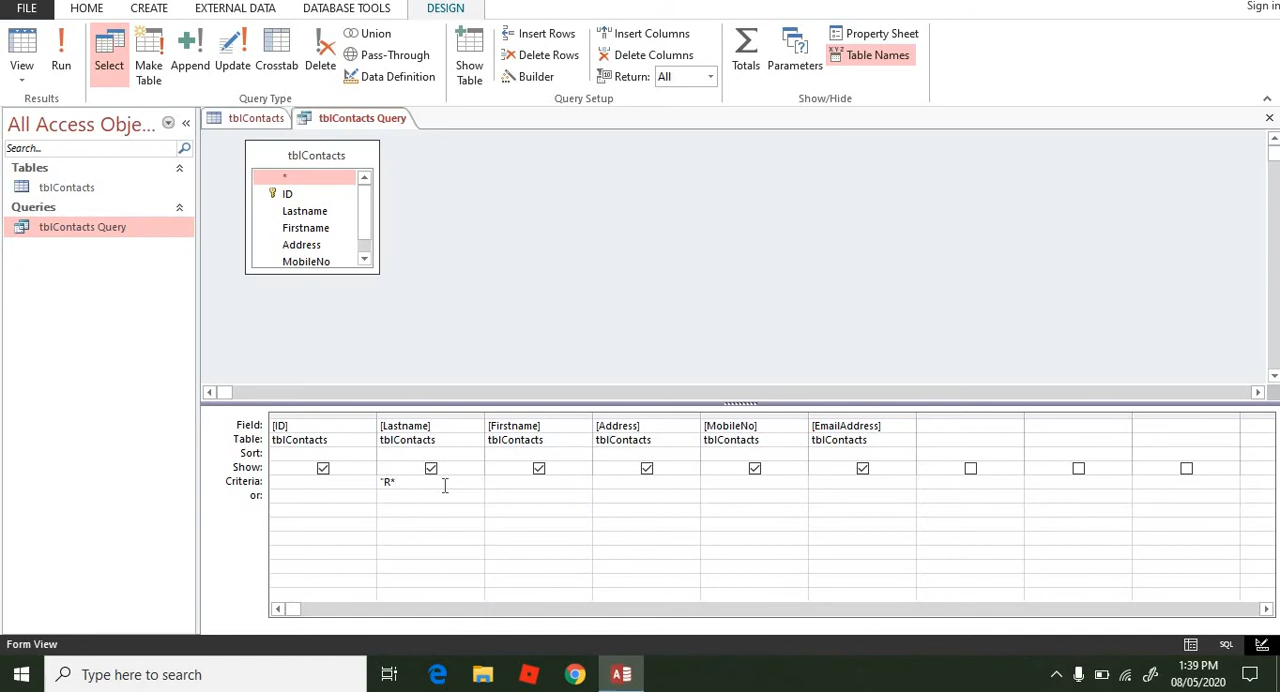 FILE HOME CREATE EXTERNAL DATA DATABASE TOOLS DESIGN Sign in
View Run Select Make Table Append Update Crosstab Delete
Union
Pass-Through
Data Definition
Show Table
Insert Rows
Delete Rows
Builder
Insert Columns
Delete Columns
Return: All
Totals Parameters
Property Sheet
XYZ Table Names
Results Query Type Query Setup Show/Hide
All Access Obje...
Search...
Tables
tblContacts
Queries
tblContacts Query
tblContacts tblContacts Query
tblContacts
*
ID
Lastname
Firstname
Address
MobileNo
Field: [ID] [Lastname] [Firstname] [Address] [MobileNo] [EmailAddress]
Table: tblContacts tblContacts tblContacts tblContacts tblContacts tblContacts
Sort:
Show:
Criteria: "R*
or:
Form View SQL
Type here to search
1:39 PM
08/05/2020